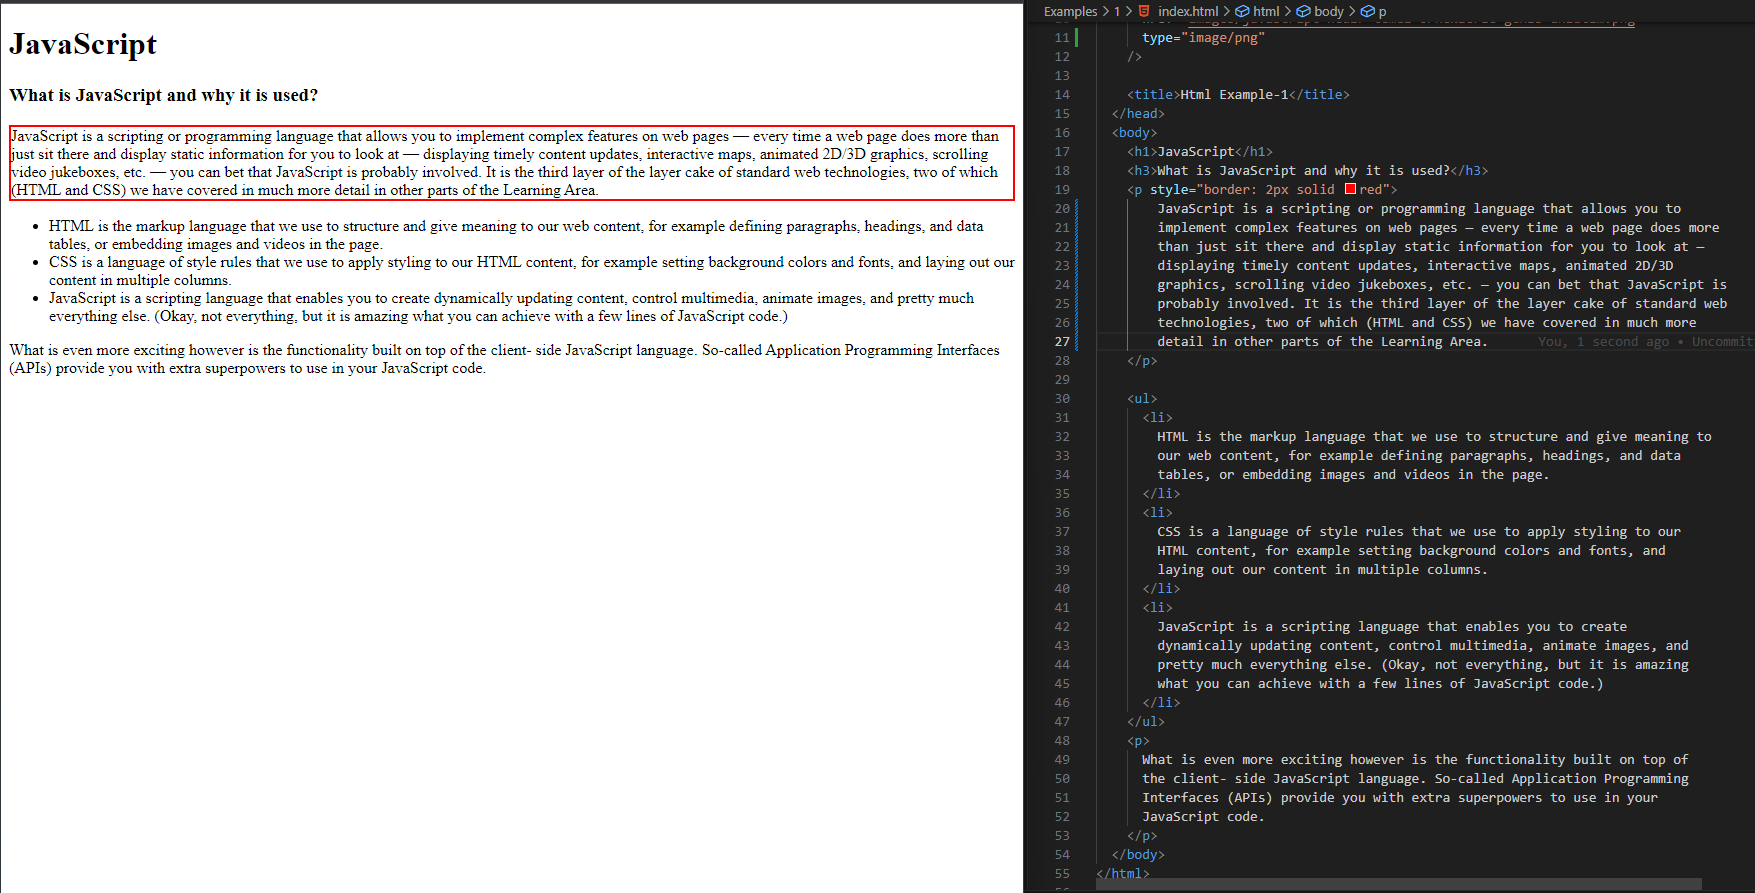 JavaScript
What is JavaScript and why it is used?
JavaScript is a scripting or programming language that allows you to implement complex features on web pages — every time a web page does more than
just sit there and display static information for you to look at — displaying timely content updates, interactive maps, animated 2D/3D graphics, scrolling
video jukeboxes, etc. — you can bet that JavaScript is probably involved. It is the third layer of the layer cake of standard web technologies, two of which
(HTML and CSS) we have covered in much more detail in other parts of the Learning Area.
• HTML is the markup language that we use to structure and give meaning to our web content, for example defining paragraphs, headings, and data
tables, or embedding images and videos in the page.
• CSS is a language of style rules that we use to apply styling to our HTML content, for example setting background colors and fonts, and laying out our
content in multiple columns.
• JavaScript is a scripting language that enables you to create dynamically updating content, control multimedia, animate images, and pretty much
everything else. (Okay, not everything, but it is amazing what you can achieve with a few lines of JavaScript code.)
What is even more exciting however is the functionality built on top of the client- side JavaScript language. So-called Application Programming Interfaces
(APIs) provide you with extra superpowers to use in your JavaScript code.
Examples > 1 > index.html > html > body > p
11 type="image/png"
12 />
13
14 <title>Html Example-1</title>
15 </head>
16 <body>
17 <h1>JavaScript</h1>
18 <h3>What is JavaScript and why it is used?</h3>
19 <p style="border: 2px solid red">
20 JavaScript is a scripting or programming language that allows you to
21 implement complex features on web pages — every time a web page does more
22 than just sit there and display static information for you to look at —
23 displaying timely content updates, interactive maps, animated 2D/3D
24 graphics, scrolling video jukeboxes, etc. — you can bet that JavaScript is
25 probably involved. It is the third layer of the layer cake of standard web
26 technologies, two of which (HTML and CSS) we have covered in much more
27 detail in other parts of the Learning Area. You, 1 second ago • Uncommit
28 </p>
29
30 <ul>
31 <li>
32 HTML is the markup language that we use to structure and give meaning to
33 our web content, for example defining paragraphs, headings, and data
34 tables, or embedding images and videos in the page.
35 </li>
36 <li>
37 CSS is a language of style rules that we use to apply styling to our
38 HTML content, for example setting background colors and fonts, and
39 laying out our content in multiple columns.
40 </li>
41 <li>
42 JavaScript is a scripting language that enables you to create
43 dynamically updating content, control multimedia, animate images, and
44 pretty much everything else. (Okay, not everything, but it is amazing
45 what you can achieve with a few lines of JavaScript code.)
46 </li>
47 </ul>
48 <p>
49 What is even more exciting however is the functionality built on top of
50 the client- side JavaScript language. So-called Application Programming
51 Interfaces (APIs) provide you with extra superpowers to use in your
52 JavaScript code.
53 </p>
54 </body>
55 </html>